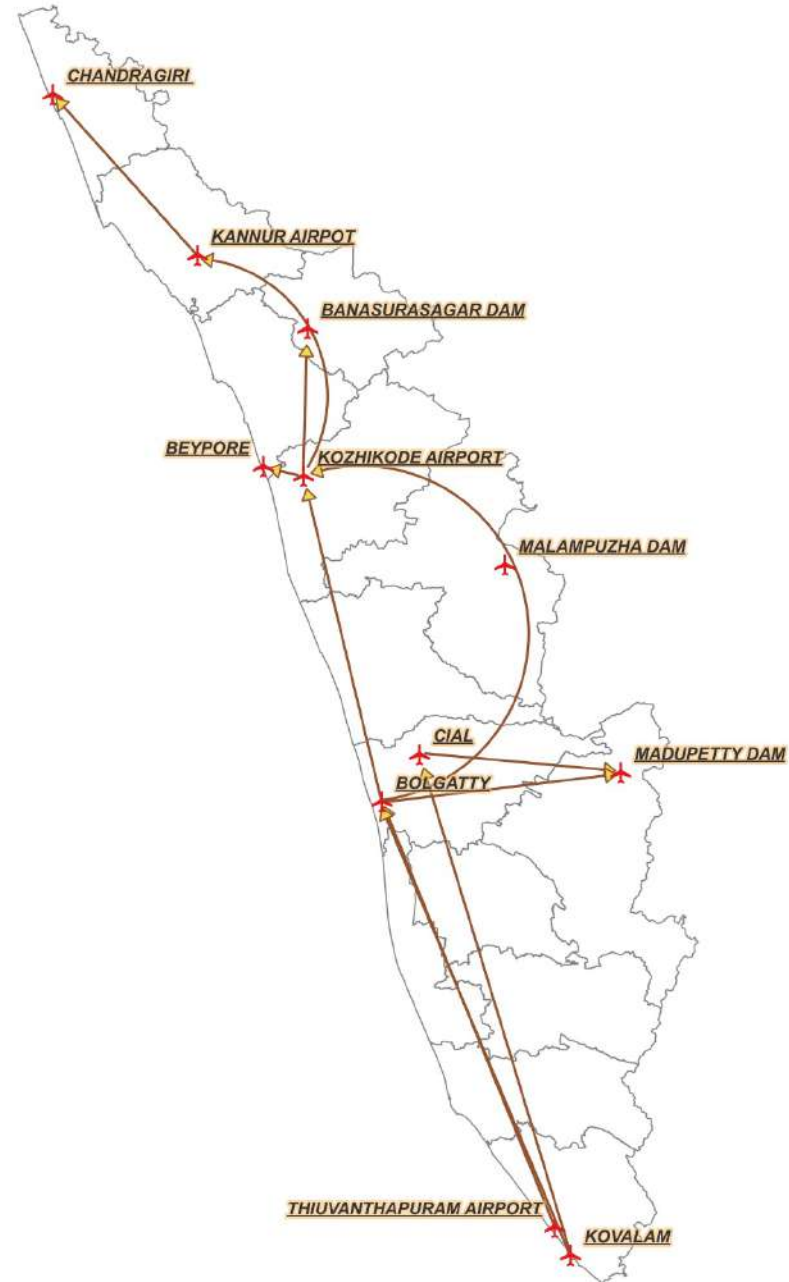 CHANDRAGIRI
KANNUR AIRPOT
BANASURASAGAR DAM
BEYPORE
KOZHIKODE AIRPORT
MALAMPUZHA DAM
CIAL
MADUPETTY DAM
BOLGATTY
THIUVANTHAPURAM AIRPORT
KOVALAM